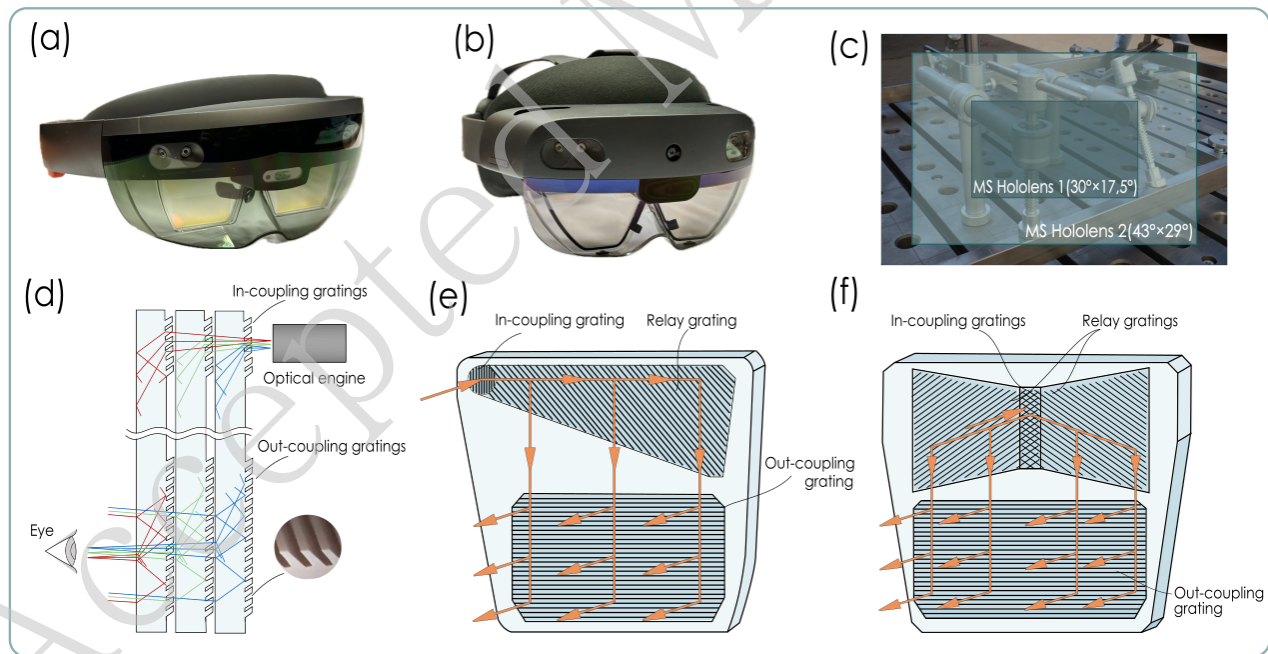 (a)
(b)
(c)
MS Hololens 1(30°×17,5°)
MS Hololens 2(43°×29°)
(d)
In-coupling gratings
Optical engine
Out-coupling gratings
Eye
(e)
In-coupling grating
Relay grating
Out-coupling
grating
(f)
In-coupling gratings
Relay gratings
Out-coupling
grating
Accepted M